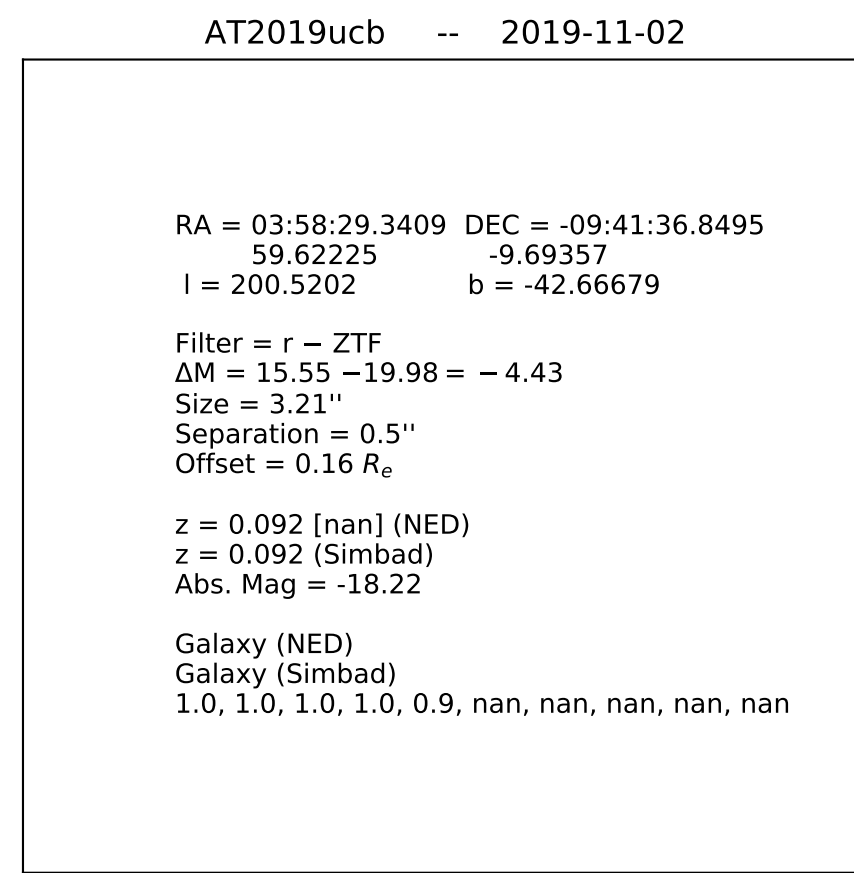 AT2019ucb -- 2019-11-02
RA = 03:58:29.3409 DEC = -09:41:36.8495
59.62225 -9.69357
l = 200.5202 b = -42.66679
Filter = r − ZTF
ΔM = 15.55 −19.98 = − 4.43
Size = 3.21''
Separation = 0.5''
Offset = 0.16 Re
z = 0.092 [nan] (NED)
z = 0.092 (Simbad)
Abs. Mag = -18.22
Galaxy (NED)
Galaxy (Simbad)
1.0, 1.0, 1.0, 1.0, 0.9, nan, nan, nan, nan, nan